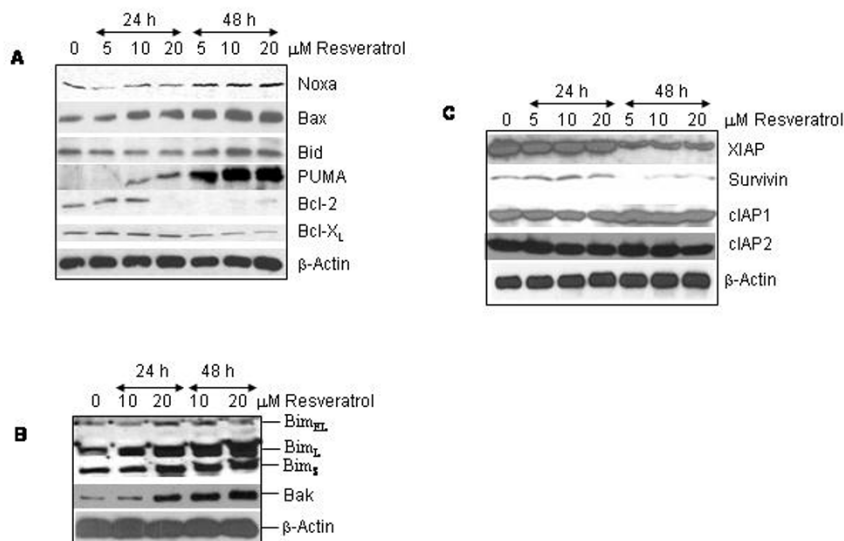 A
24 h 48 h
0 5 10 20 5 10 20 μM Resveratrol
Noxa
Bax
Bid
PUMA
Bcl-2
Bcl-XL
β-Actin
B
24 h 48 h
0 10 20 10 20 μM Resveratrol
BimEL
BimL
BimS
Bak
β-Actin
C
24 h 48 h
0 5 10 20 5 10 20 μM Resveratrol
XIAP
Survivin
cIAP1
cIAP2
β-Actin